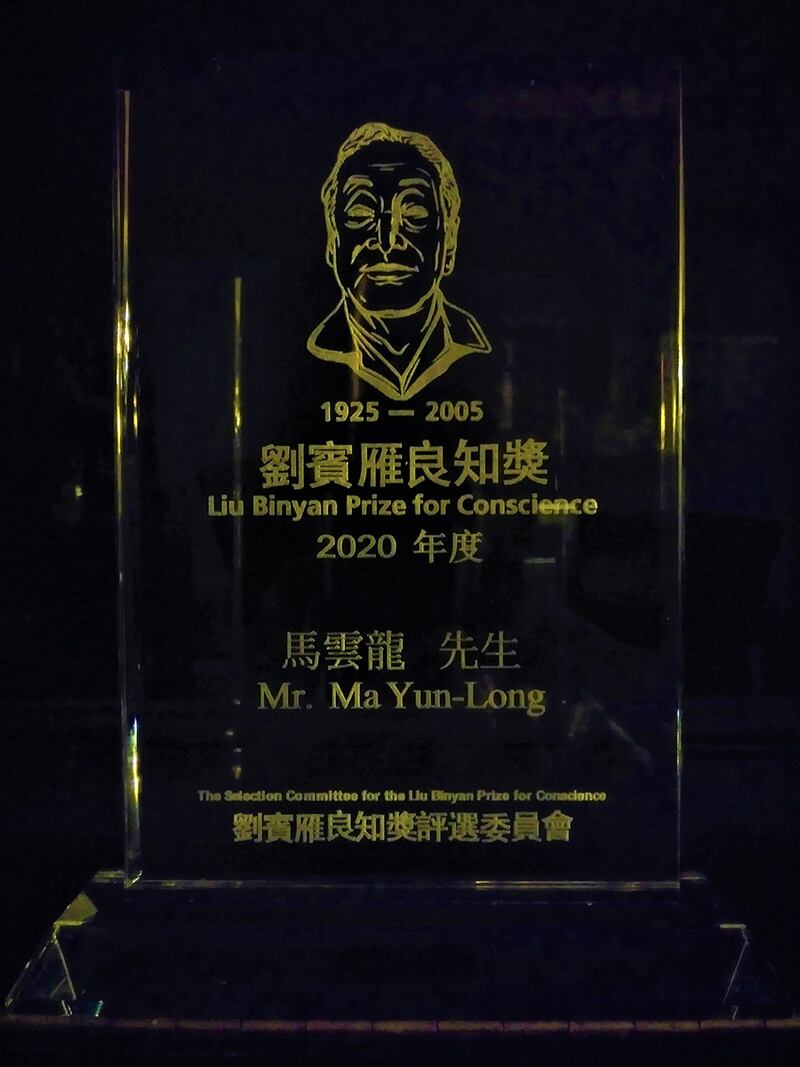 1925 — 2005
劉賓雁良知獎
Liu Binyan Prize for Conscience
2020 年度
馬雲龍 先生
Mr. Ma Yun-Long
The Selection Committee for the Liu Binyan Prize for Conscience
劉賓雁良知獎評選委員會